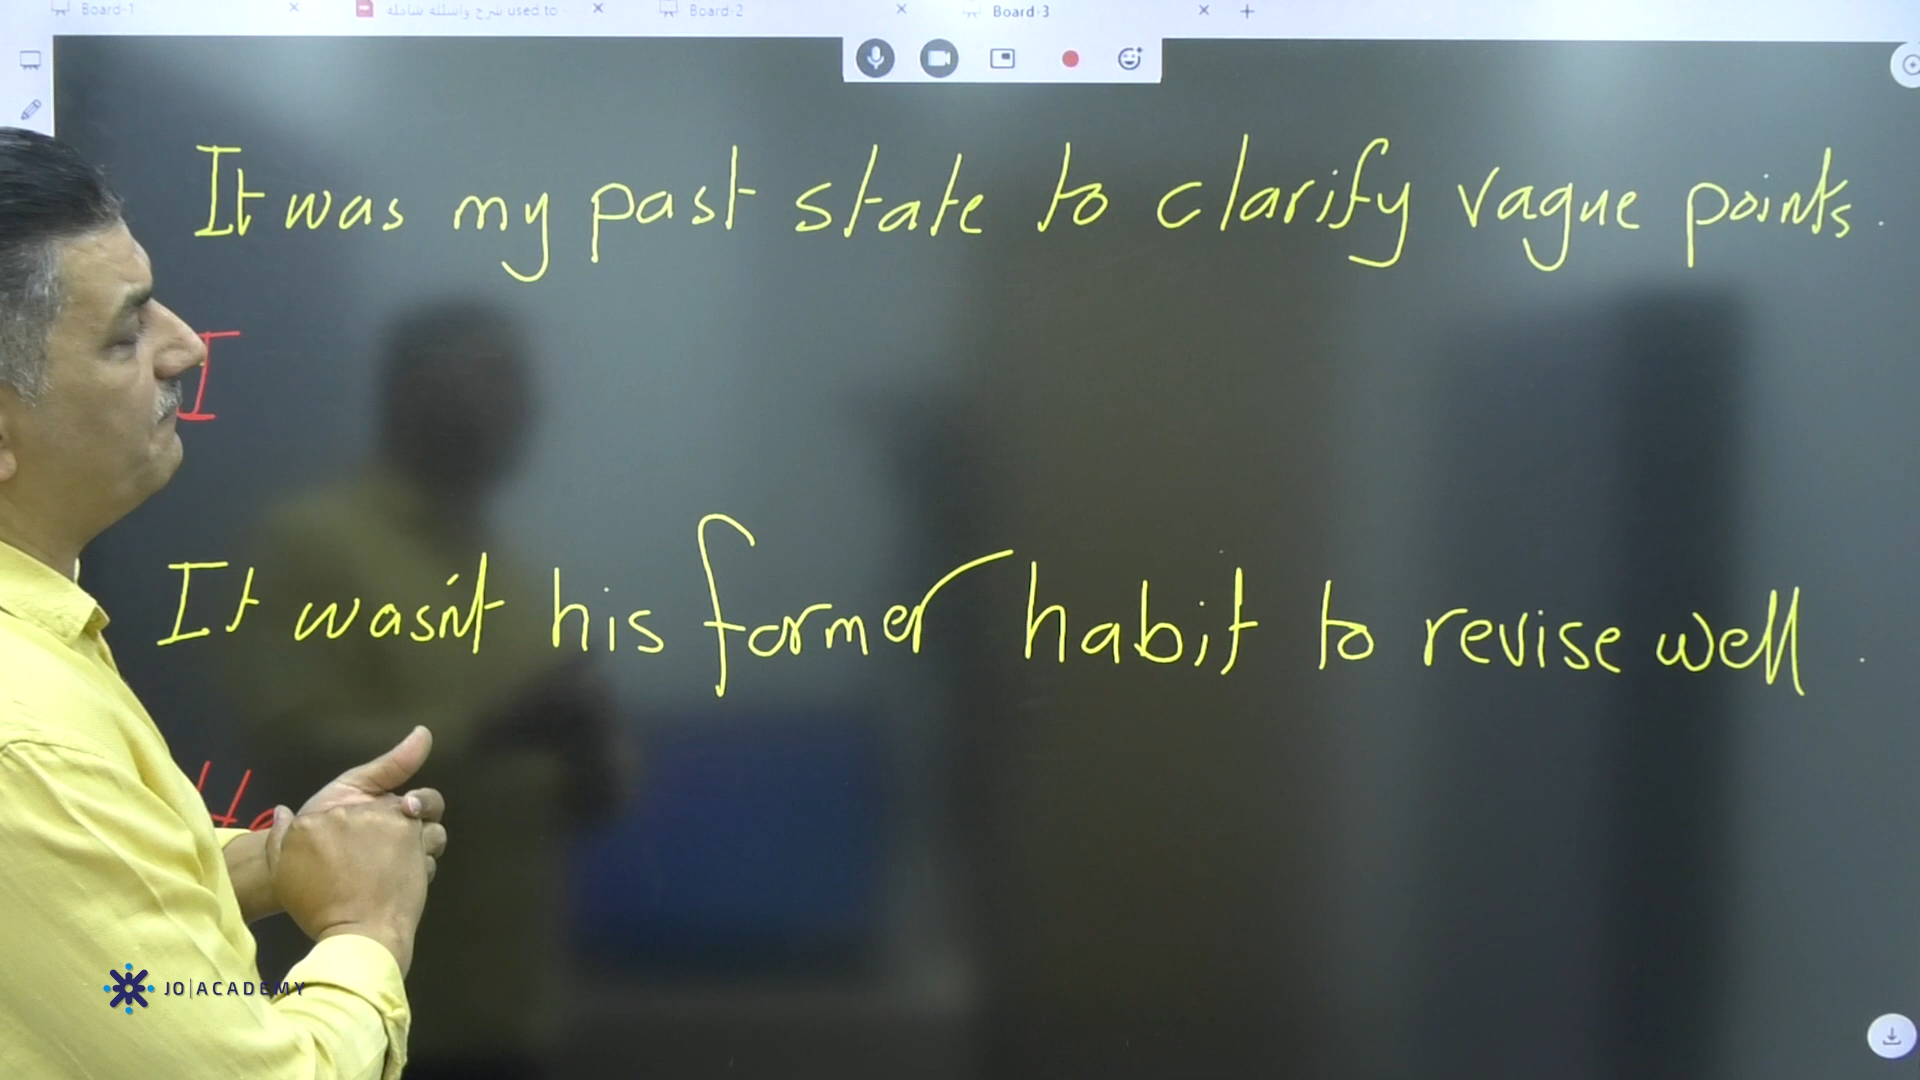 Board-1
شرح واسئلة شاملة used to -
Board-2
Board-3
It was my past state to clarify vague points.
I
It wasn't his former habit to revise well.
He
JO ACADEMY